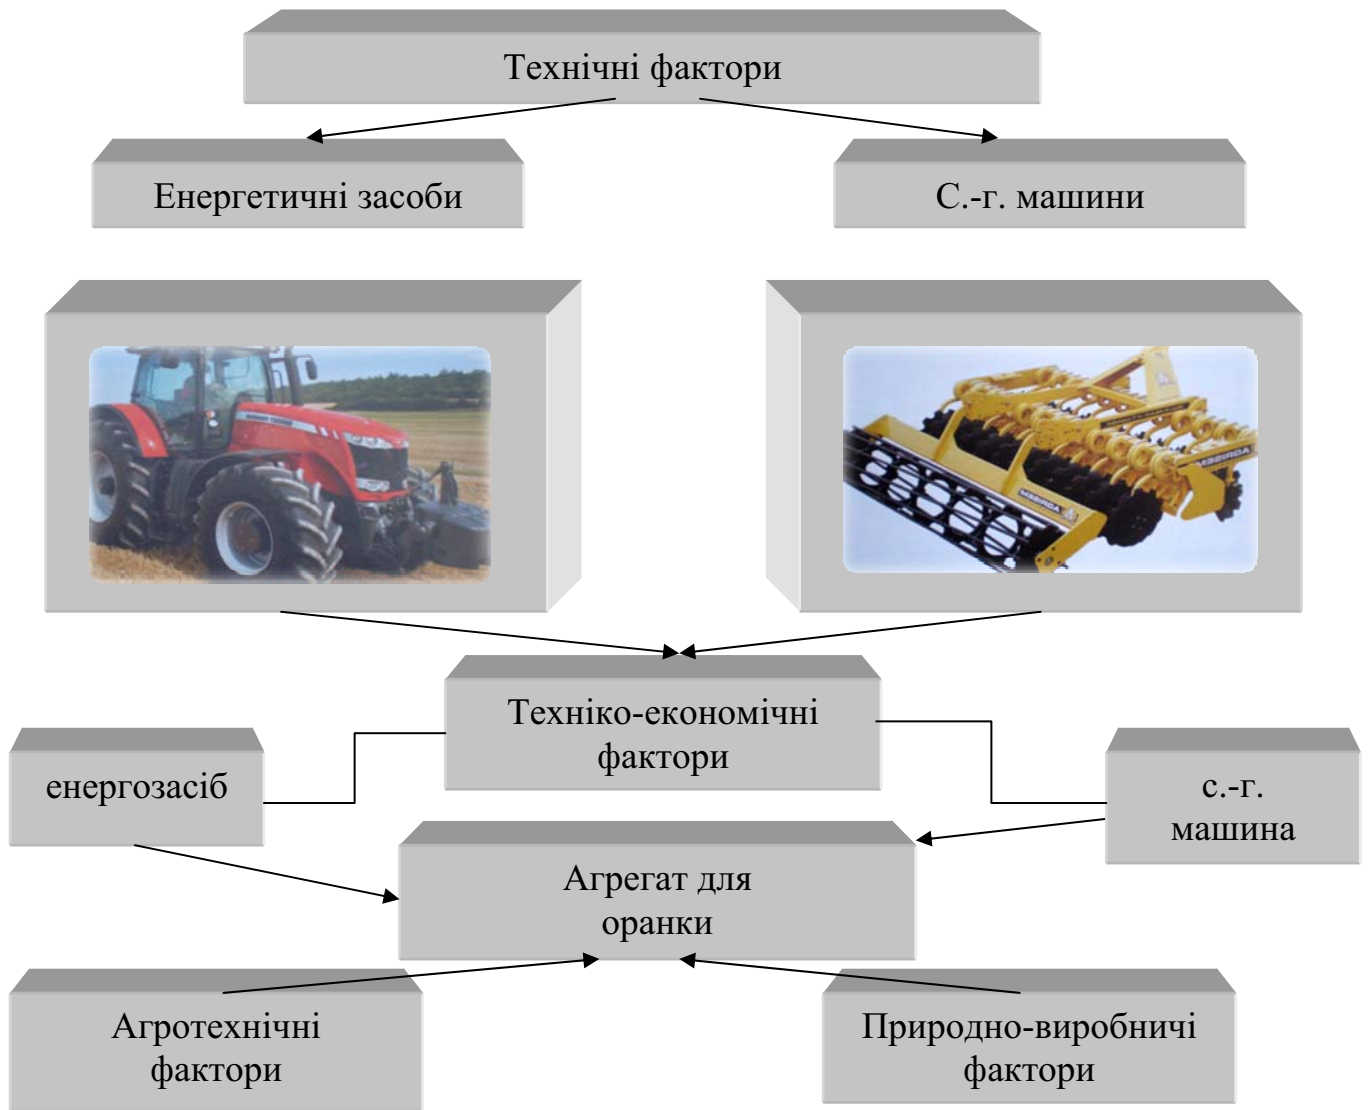 Технічні фактори
Енергетичні засоби
С.-г. машини
Техніко-економічні
фактори
енергозасіб
с.-г.
машина
Агрегат для
оранки
Агротехнічні
фактори
Природно-виробничі
фактори